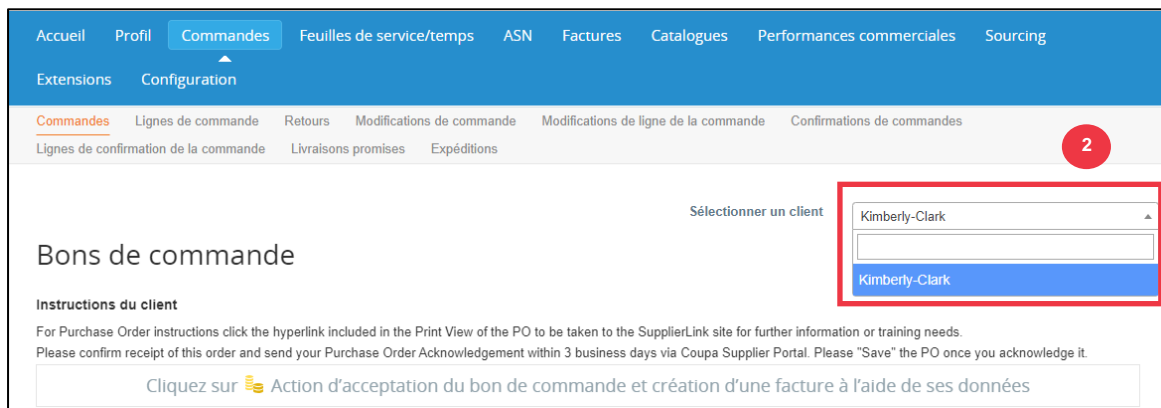 Accueil Profil Commandes Feuilles de service/temps ASN Factures Catalogues Performances commerciales Sourcing
Extensions Configuration
Commandes Lignes de commande Retours Modifications de commande Modifications de ligne de la commande Confirmations de commandes
Lignes de confirmation de la commande Livraisons promises Expéditions
2
Sélectionner un client Kimberly-Clark
Kimberly-Clark
Bons de commande
Instructions du client
For Purchase Order instructions click the hyperlink included in the Print View of the PO to be taken to the SupplierLink site for further information or training needs.
Please confirm receipt of this order and send your Purchase Order Acknowledgement within 3 business days via Coupa Supplier Portal. Please "Save" the PO once you acknowledge it.
Cliquez sur Action d'acceptation du bon de commande et création d'une facture à l'aide de ses données